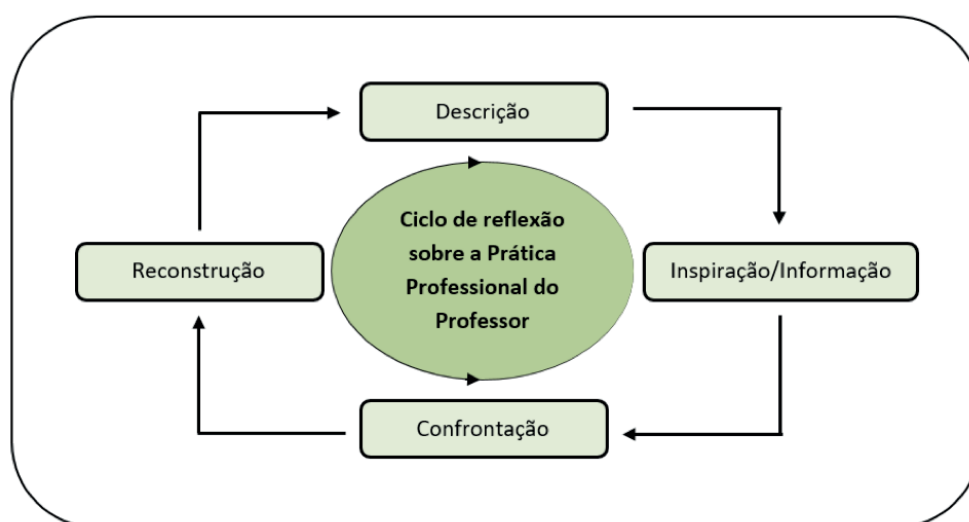 Descrição
Ciclo de reflexão
sobre a Prática
Professional do
Professor
Reconstrução
Inspiração/Informação
Confrontação